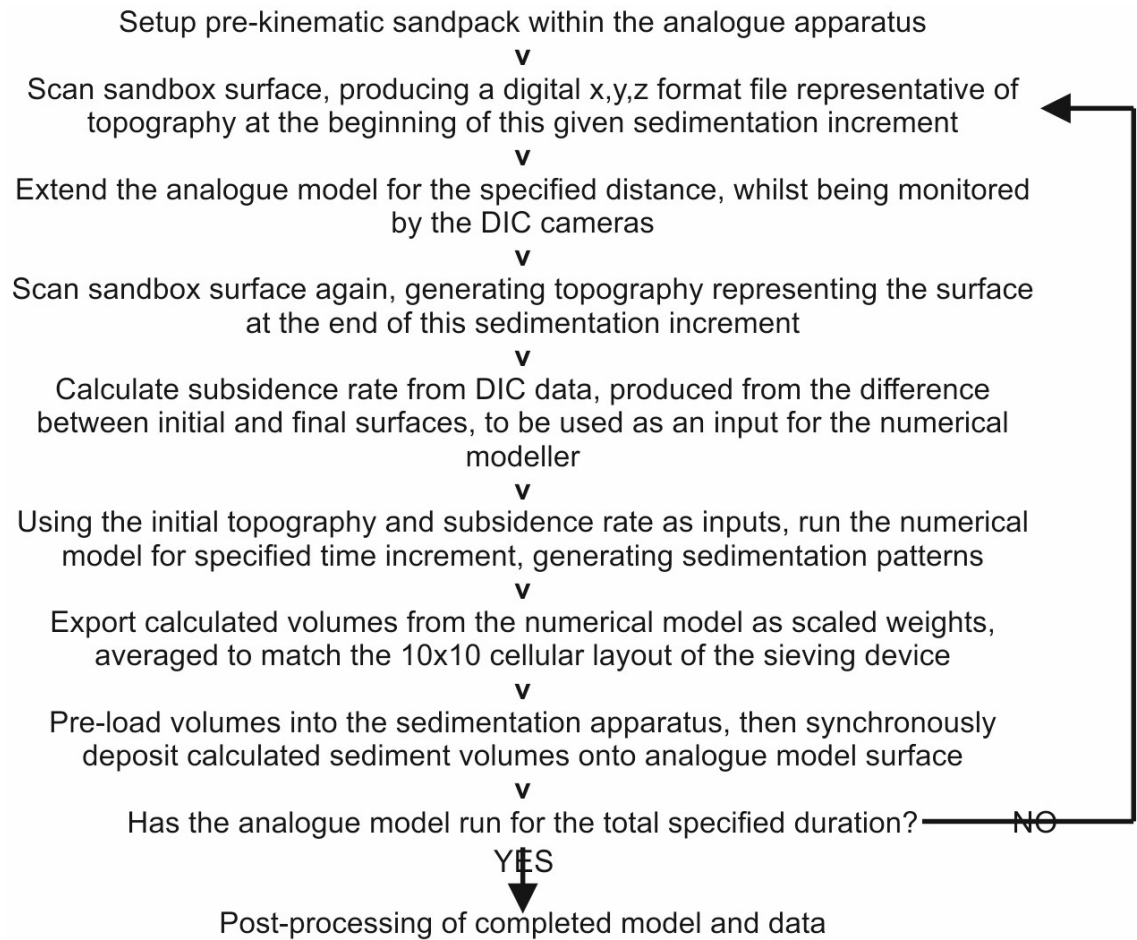 Setup pre-kinematic sandpack within the analogue apparatus
v
Scan sandbox surface, producing a digital x,y,z format file representative of
topography at the beginning of this given sedimentation increment
v
Extend the analogue model for the specified distance, whilst being monitored
by the DIC cameras
v
Scan sandbox surface again, generating topography representing the surface
at the end of this sedimentation increment
v
Calculate subsidence rate from DIC data, produced from the difference
between initial and final surfaces, to be used as an input for the numerical
modeller
v
Using the initial topography and subsidence rate as inputs, run the numerical
model for specified time increment, generating sedimentation patterns
v
Export calculated volumes from the numerical model as scaled weights,
averaged to match the 10x10 cellular layout of the sieving device
v
Pre-load volumes into the sedimentation apparatus, then synchronously
deposit calculated sediment volumes onto analogue model surface
v
Has the analogue model run for the total specified duration? NO
YES
Post-processing of completed model and data